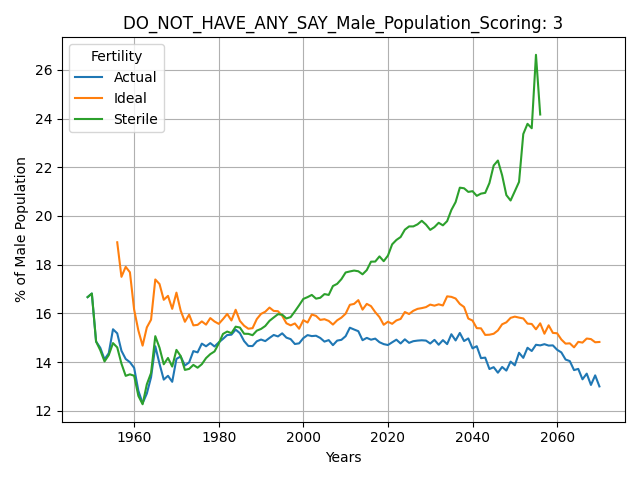 DO_NOT_HAVE_ANY_SAY_Male_Population_Scoring: 3
Fertility
Actual
Ideal
Sterile
% of Male Population
26
24
22
20
18
16
14
12
1960 1980 2000 2020 2040 2060
Years